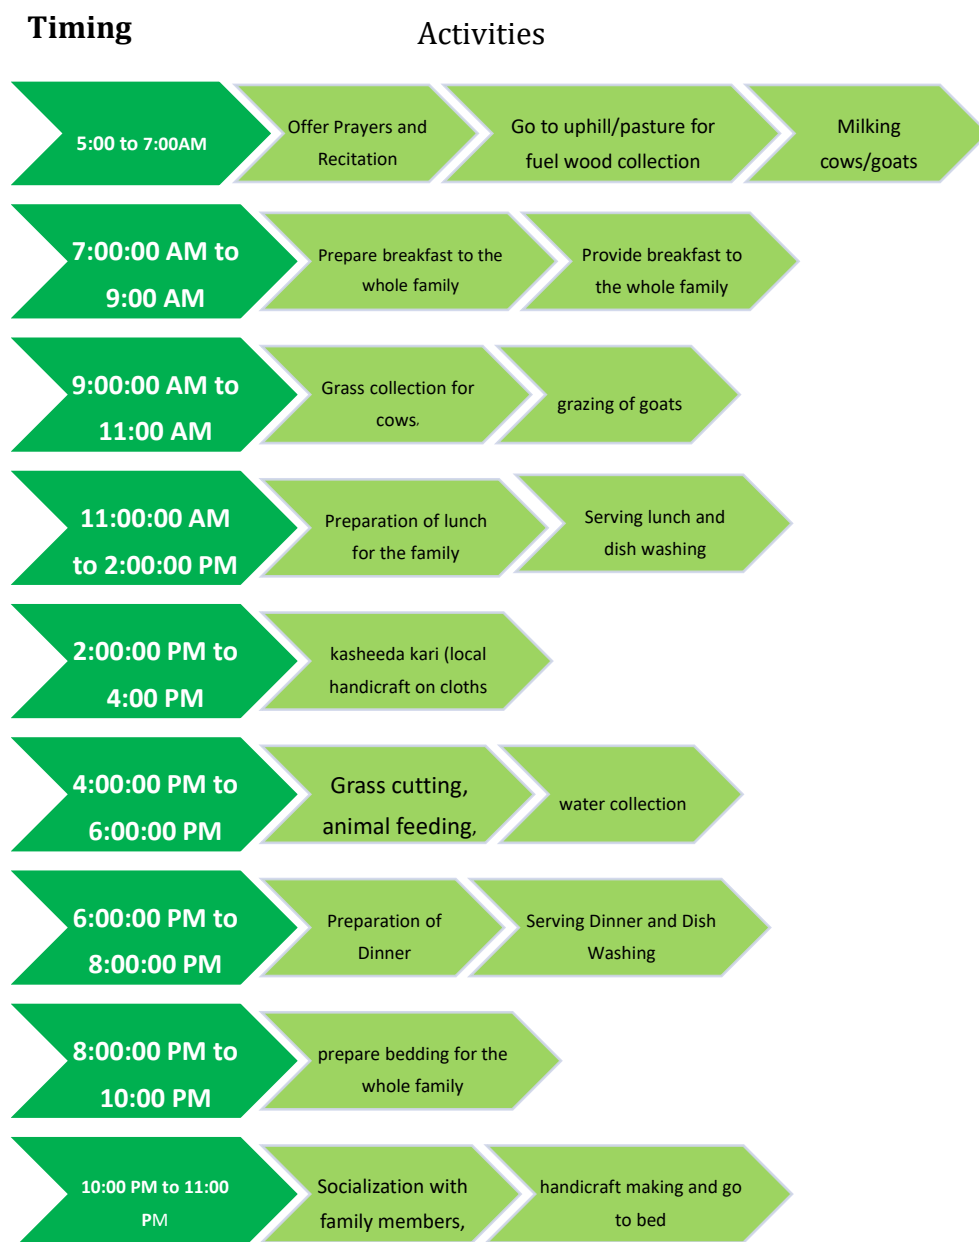 Timing
Activities
5:00 to 7:00AM
Offer Prayers and
Recitation
Go to uphill/pasture for
fuel wood collection
Milking
cows/goats
7:00:00 AM to
9:00 AM
Prepare breakfast to the
whole family
Provide breakfast to
the whole family
9:00:00 AM to
11:00 AM
Grass collection for
cows,
grazing of goats
11:00:00 AM
to 2:00:00 PM
Preparation of lunch
for the family
Serving lunch and
dish washing
2:00:00 PM to
4:00 PM
kasheeda kari (local
handicraft on cloths
4:00:00 PM to
6:00:00 PM
Grass cutting,
animal feeding,
water collection
6:00:00 PM to
8:00:00 PM
Preparation of
Dinner
Serving Dinner and Dish
Washing
8:00:00 PM to
10:00 PM
prepare bedding for the
whole family
10:00 PM to 11:00
PM
Socialization with
family members,
handicraft making and go
to bed